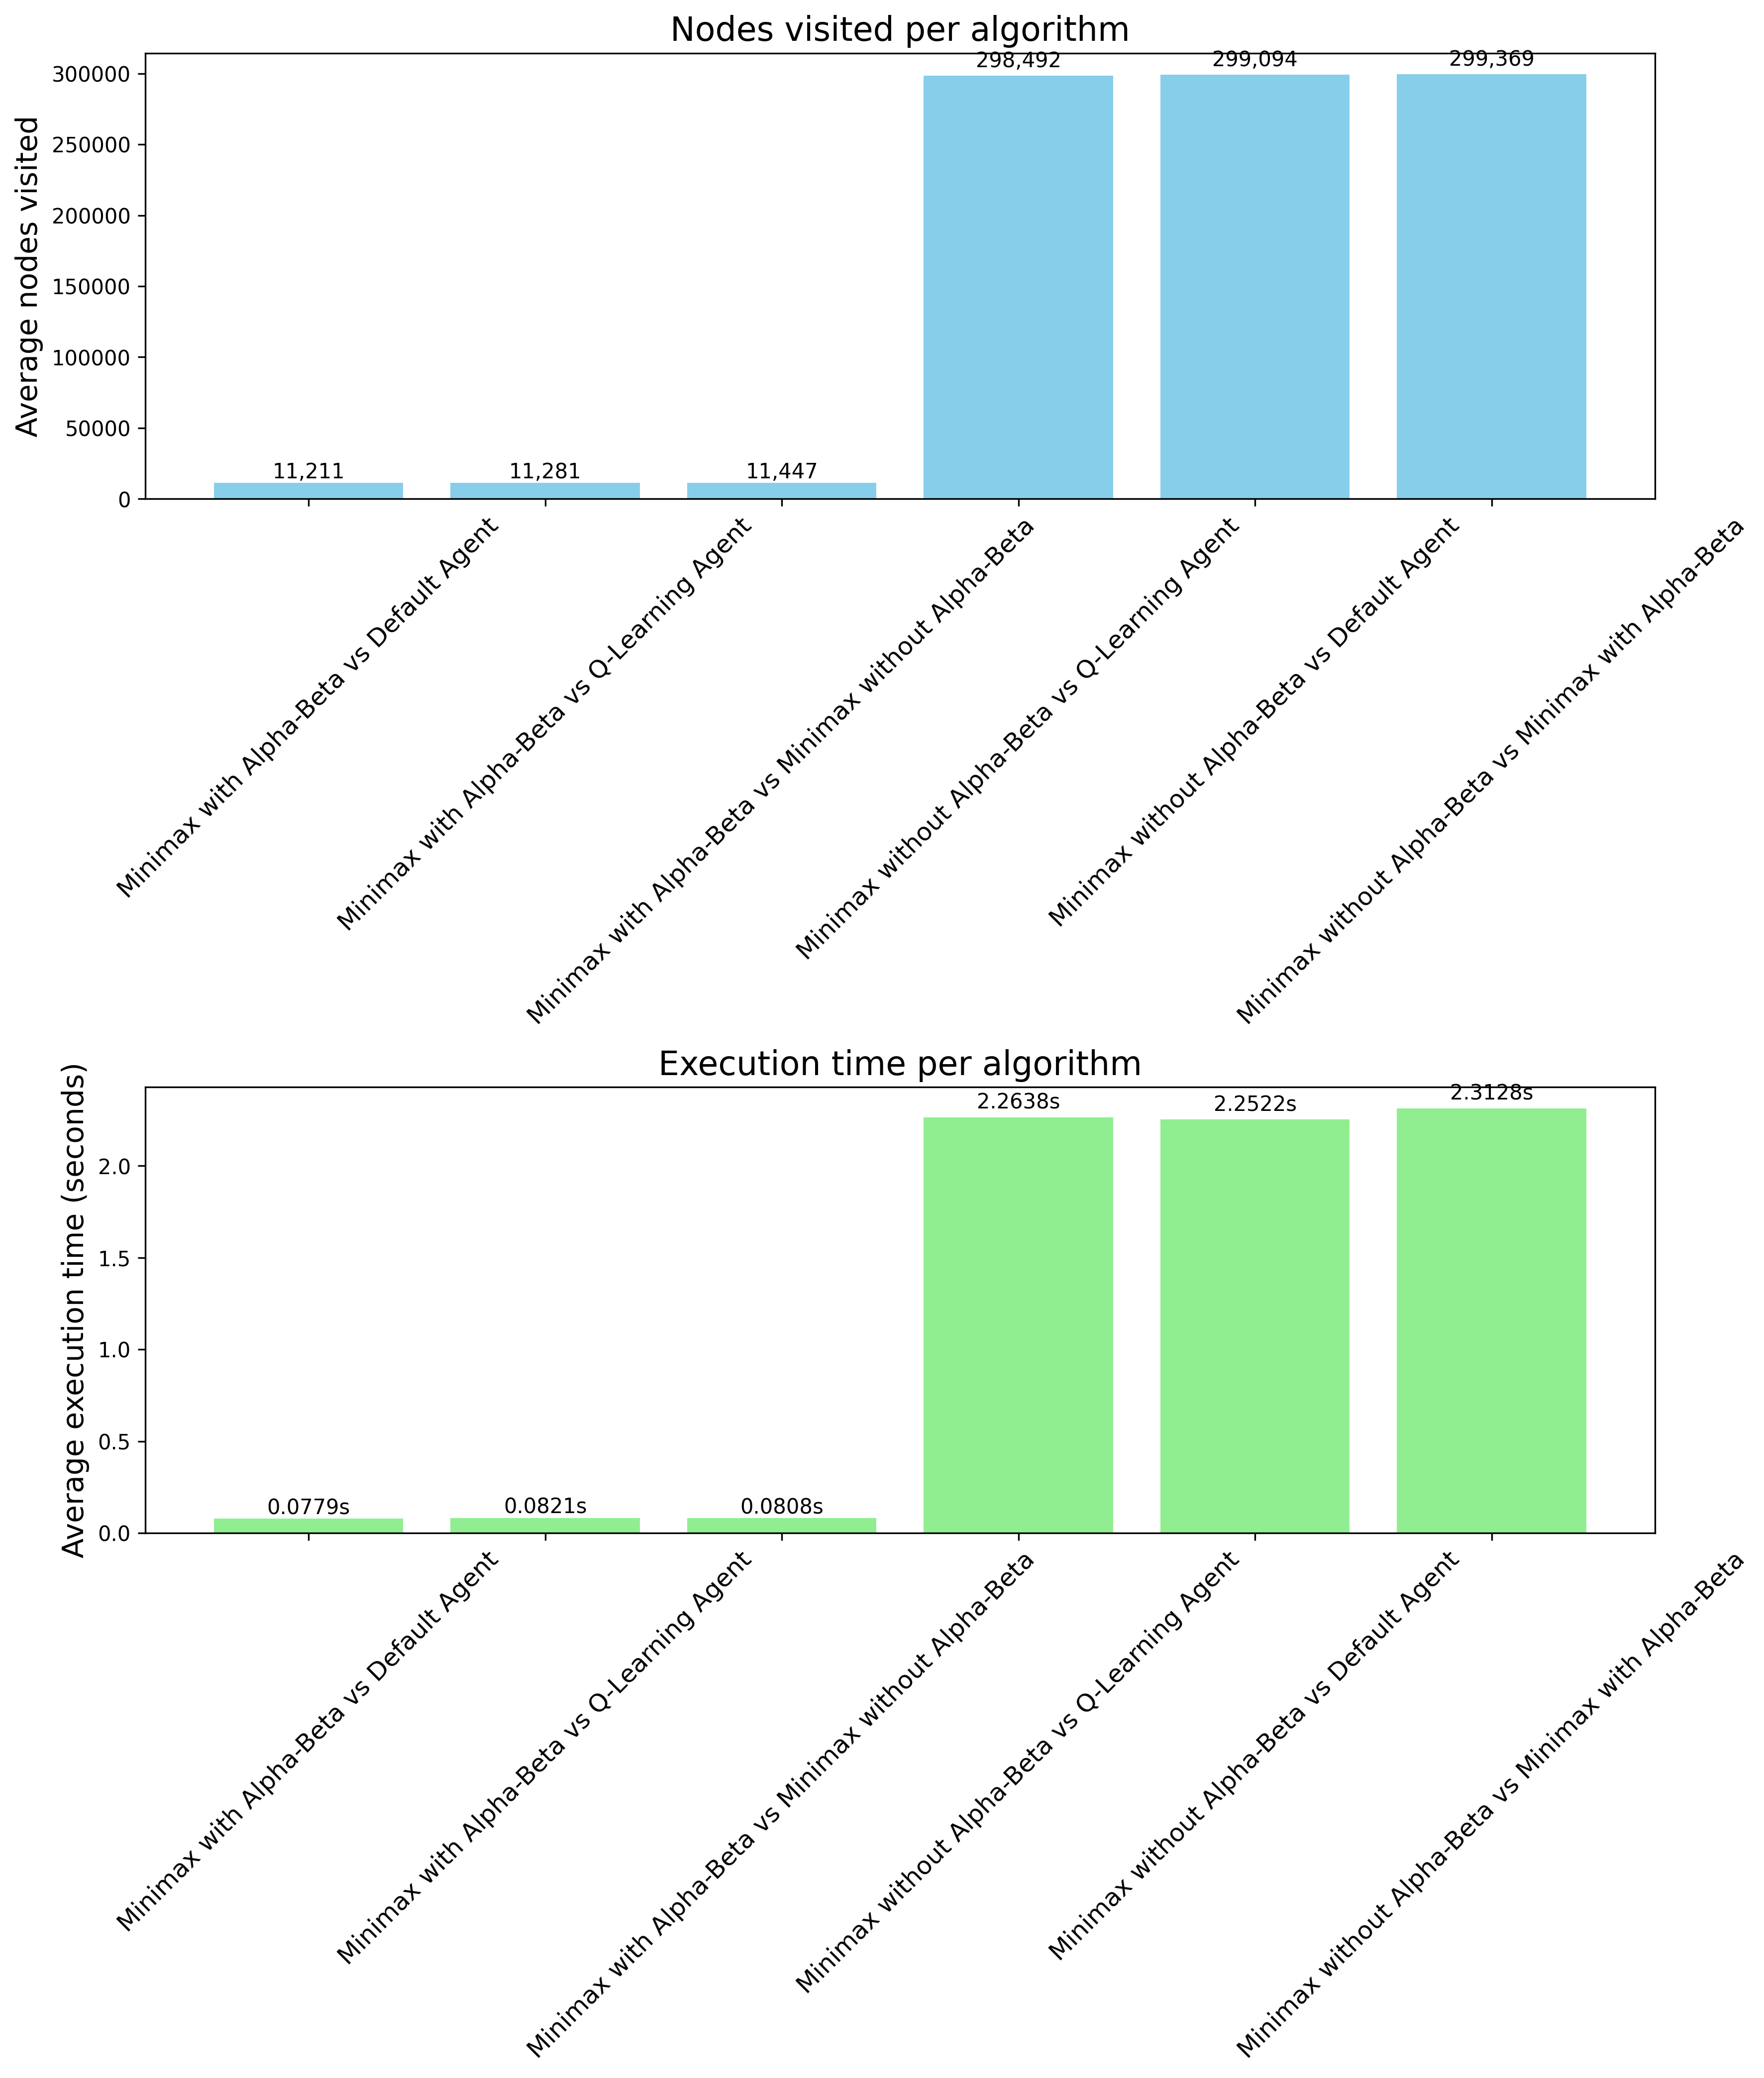 Nodes visited per algorithm
Average nodes visited
300000
250000
200000
150000
100000
50000
0
11,211
11,281
11,447
298,492
299,094
299,369
Minimax with Alpha-Beta vs Default Agent
Minimax with Alpha-Beta vs Q-Learning Agent
Minimax with Alpha-Beta vs Minimax without Alpha-Beta
Minimax without Alpha-Beta vs Q-Learning Agent
Minimax without Alpha-Beta vs Default Agent
Minimax without Alpha-Beta vs Minimax with Alpha-Beta
Execution time per algorithm
Average execution time (seconds)
2.0
1.5
1.0
0.5
0.0
0.0779s
0.0821s
0.0808s
2.2638s
2.2522s
2.3128s
Minimax with Alpha-Beta vs Default Agent
Minimax with Alpha-Beta vs Q-Learning Agent
Minimax with Alpha-Beta vs Minimax without Alpha-Beta
Minimax without Alpha-Beta vs Q-Learning Agent
Minimax without Alpha-Beta vs Default Agent
Minimax without Alpha-Beta vs Minimax with Alpha-Beta